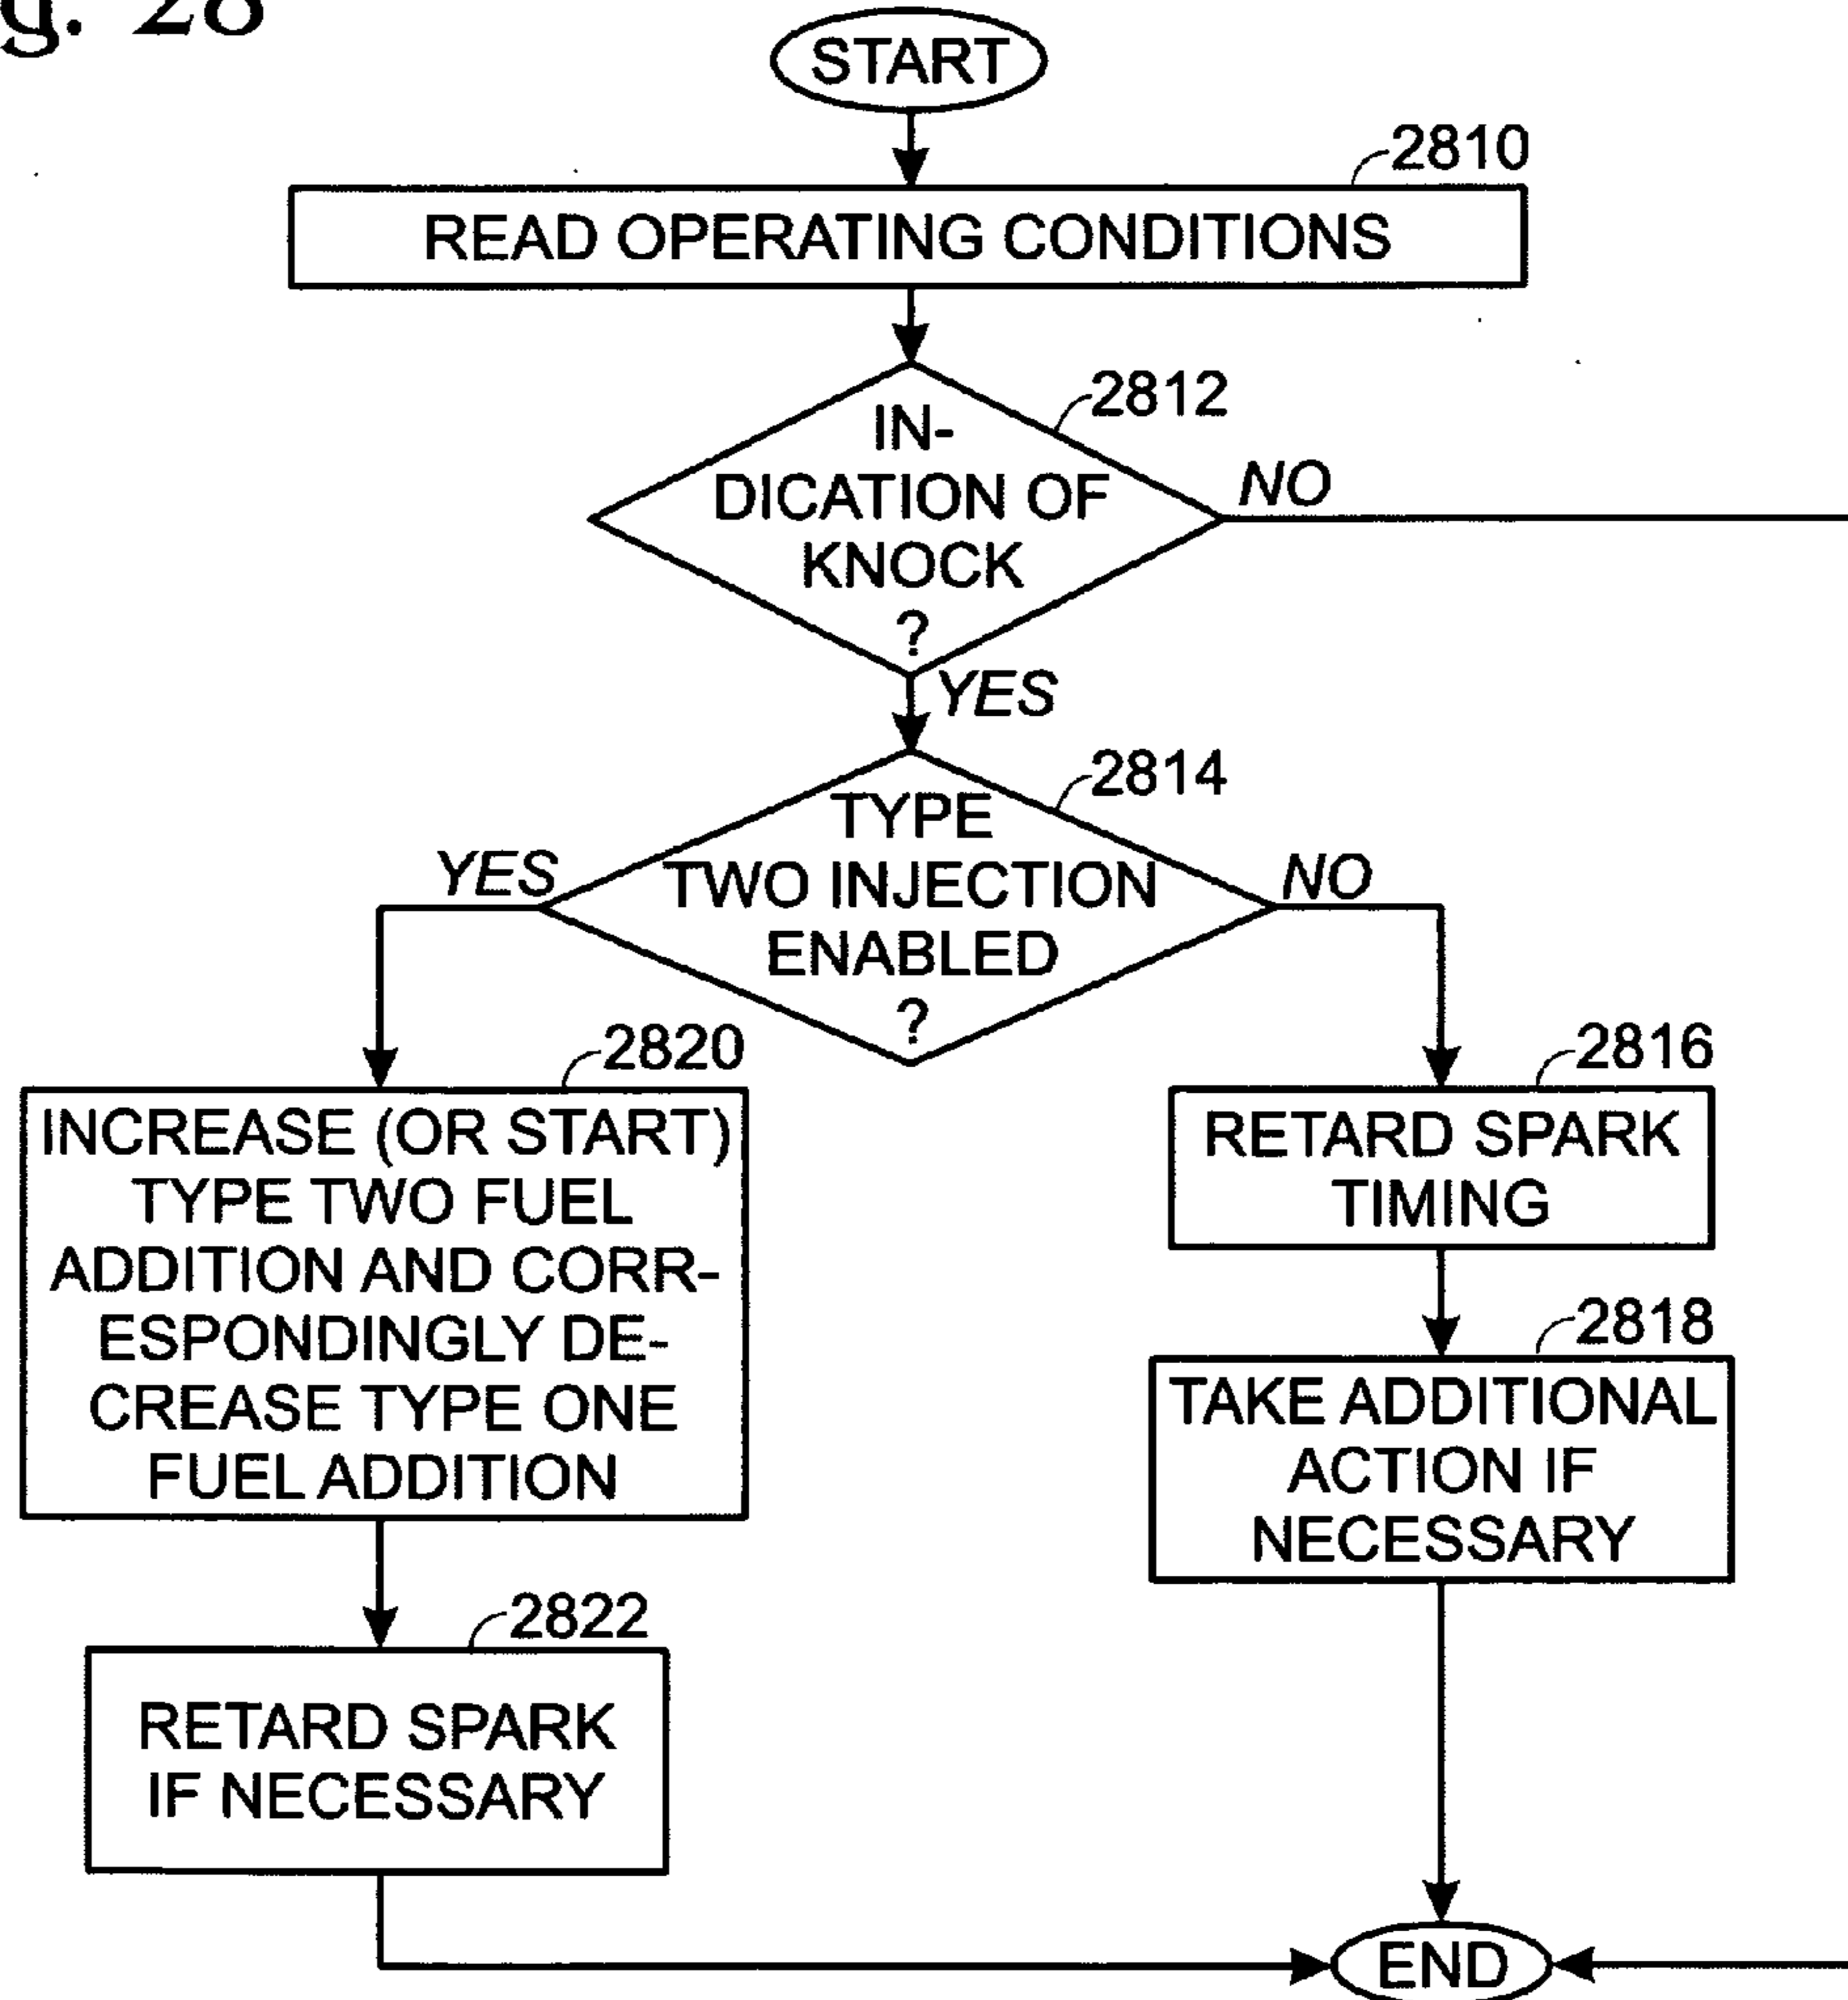 g. 28
START
2810
READ OPERATING CONDITIONS
2812
IN-
DICATION OF
KNOCK
?
NO
YES
2814
TYPE
TWO INJECTION
ENABLED
?
YES
NO
2820
INCREASE (OR START)
TYPE TWO FUEL
ADDITION AND CORR-
ESPONDINGLY DE-
CREASE TYPE ONE
FUEL ADDITION
2816
RETARD SPARK
TIMING
2818
TAKE ADDITIONAL
ACTION IF
NECESSARY
2822
RETARD SPARK
IF NECESSARY
END